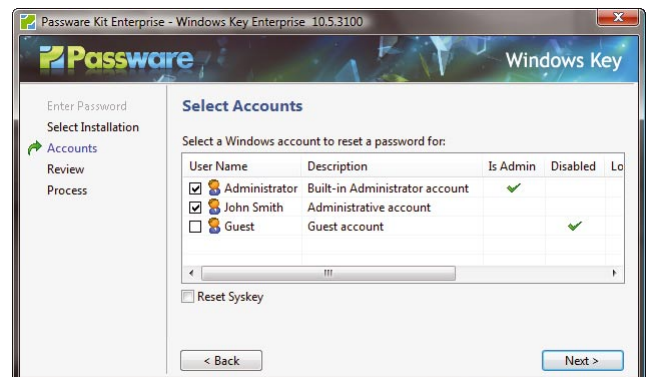 Passware Kit Enterprise - Windows Key Enterprise 10.5.3100
Passware
Windows Key
Enter Password
Select Installation
Accounts
Review
Process
Select Accounts
Select a Windows account to reset a password for:
User Name Description Is Admin Disabled Lo
Administrator Built-in Administrator account
John Smith Administrative account
Guest Guest account
Reset Syskey
< Back Next >